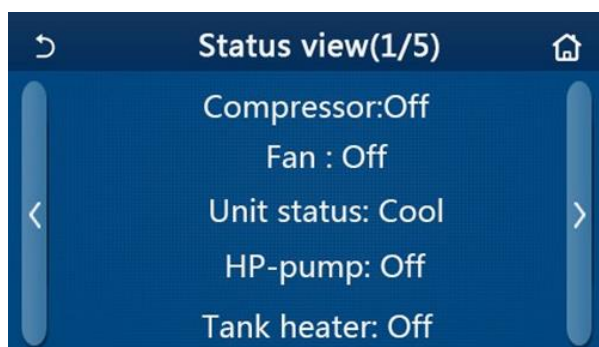 Status view(1/5)
Compressor:Off
Fan : Off
Unit status: Cool
HP-pump: Off
Tank heater: Off